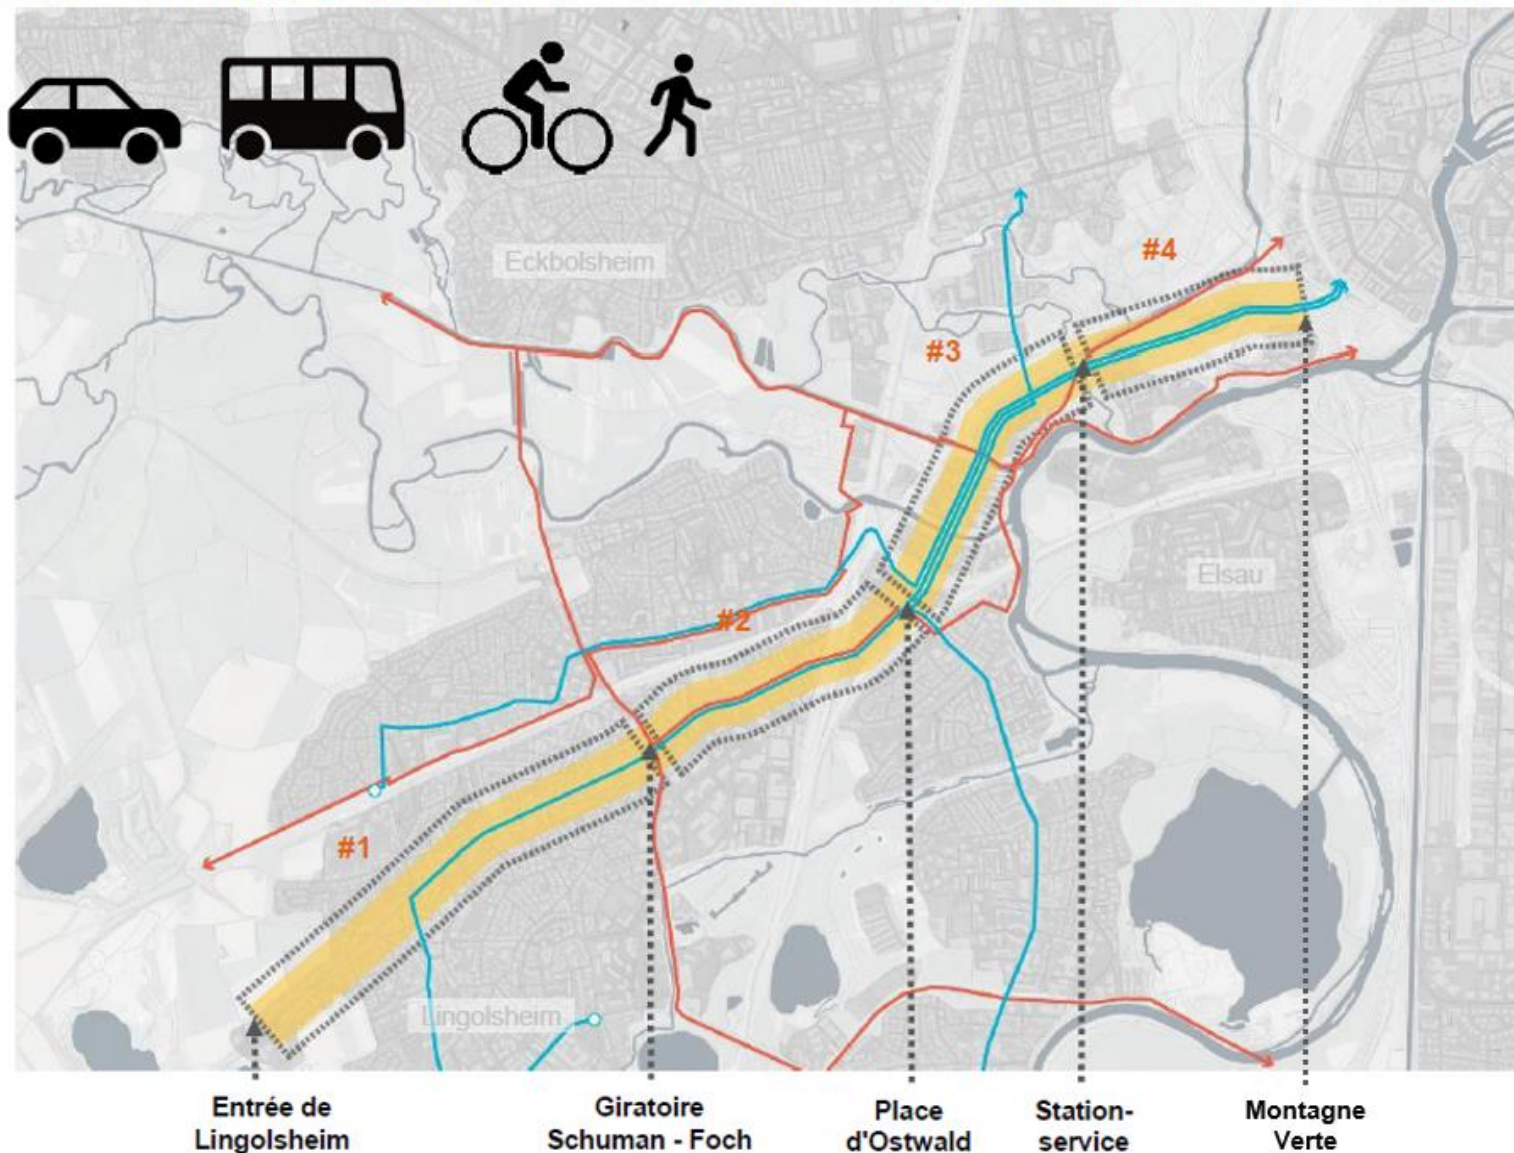 Eckbolsheim
#4
#3
Elsau
#2
#1
Lingolsheim
Entrée de
Lingolsheim
Giratoire
Schuman - Foch
Place
d'Ostwald
Station-
service
Montagne
Verte